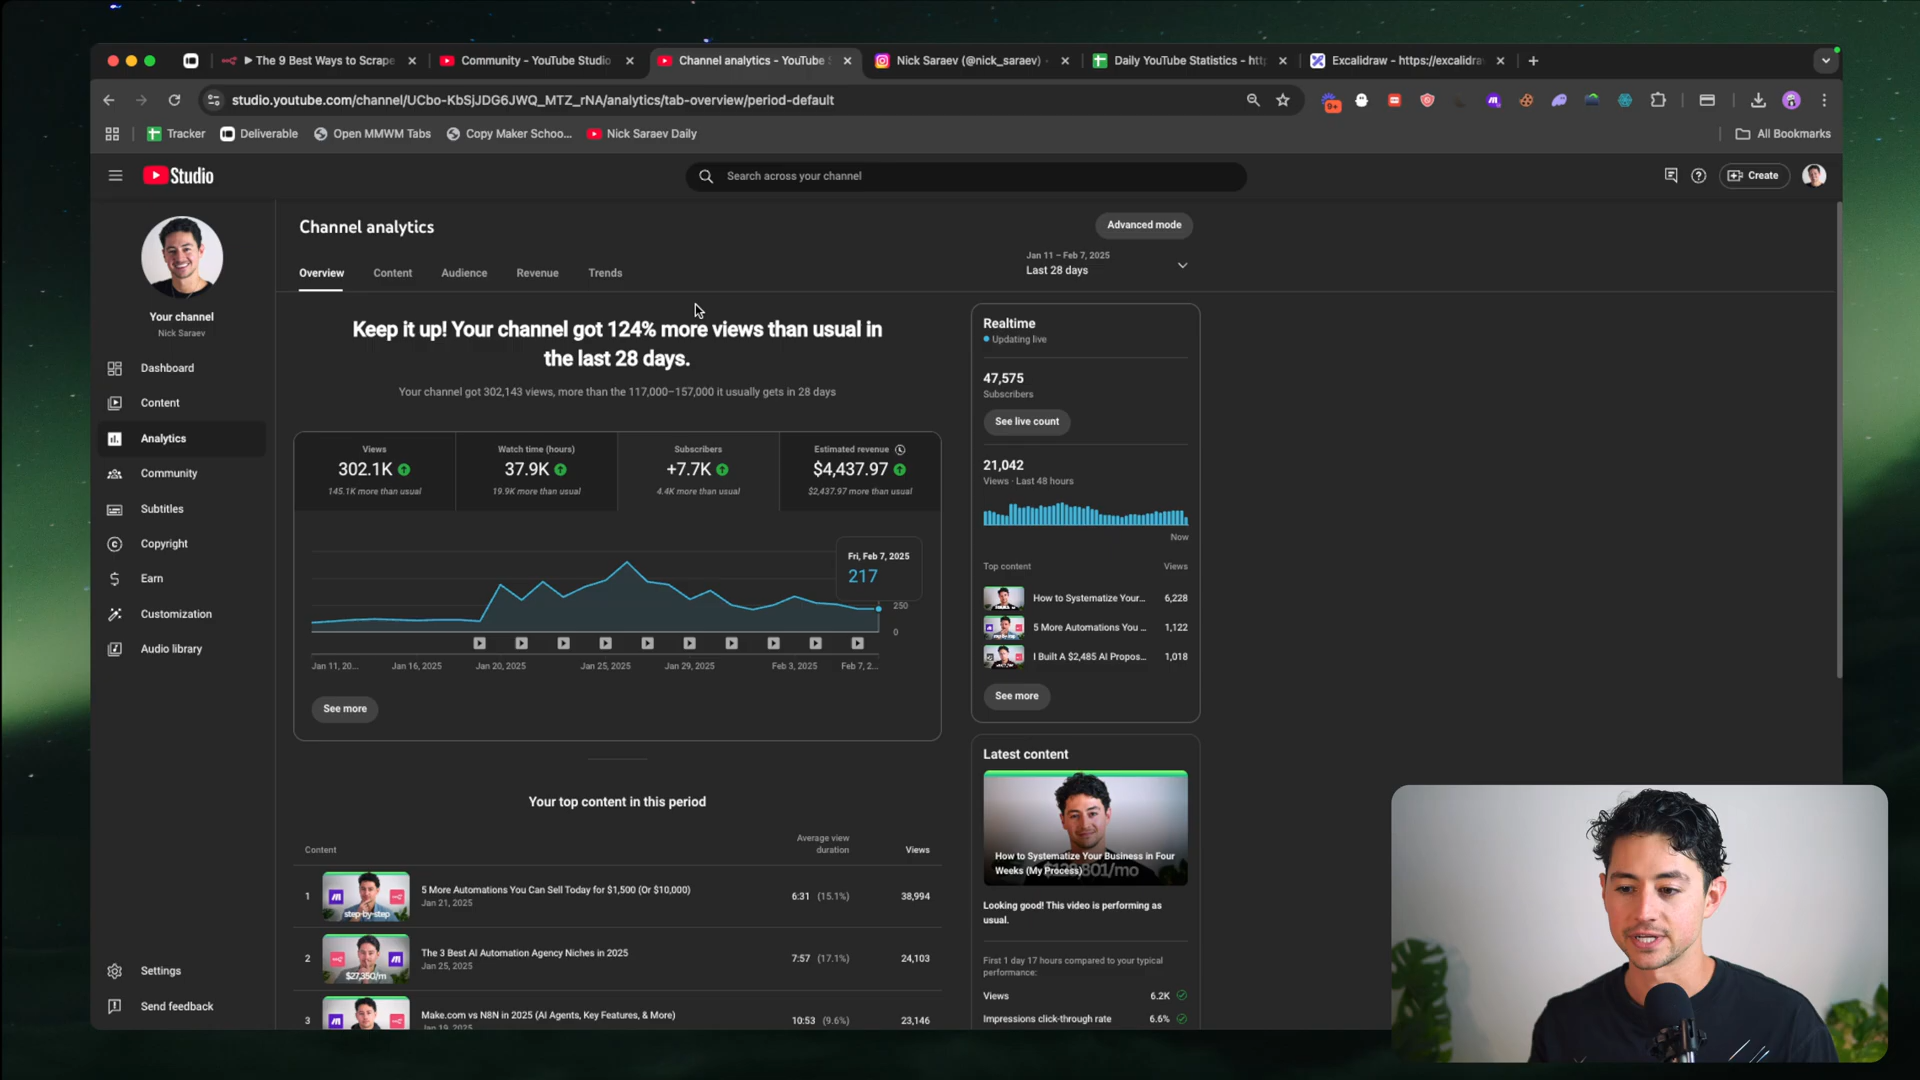 ▶ The 9 Best Ways to Scrape
Community - YouTube Studio
Channel analytics - YouTube S
Nick Saraev (@nick_saraev) ·
Daily YouTube Statistics - htt
Excalidraw - https://excalidra
studio.youtube.com/channel/UCbo-KbSjJDG6JWQ_MTZ_rNA/analytics/tab-overview/period-default
0+
Tracker
Deliverable
Open MMWM Tabs
Copy Maker Schoo...
Nick Saraev Daily
All Bookmarks
Studio
Search across your channel
Create
Your channel
Nick Saraev
Dashboard
Content
Analytics
Community
Subtitles
Copyright
Earn
Customization
Audio library
Settings
Send feedback
Channel analytics
Advanced mode
Overview
Content
Audience
Revenue
Trends
Jan 11 – Feb 7, 2025
Last 28 days
Keep it up! Your channel got 124% more views than usual in
the last 28 days.
Your channel got 302,143 views, more than the 117,000–157,000 it usually gets in 28 days
Views
302.1K
145.1K more than usual
Watch time (hours)
37.9K
19.9K more than usual
Subscribers
+7.7K
4.4K more than usual
Estimated revenue
$4,437.97
$2,437.97 more than usual
Fri, Feb 7, 2025
217
250
0
Jan 11, 20...
Jan 16, 2025
Jan 20, 2025
Jan 25, 2025
Jan 29, 2025
Feb 3, 2025
Feb 7, 2...
See more
Your top content in this period
Content
Average view
duration
Views
1
step-by-step
5 More Automations You Can Sell Today for $1,500 (Or $10,000)
Jan 21, 2025
6:31 (15.1%)
38,994
2
$27,350/m
The 3 Best AI Automation Agency Niches in 2025
Jan 25, 2025
7:57 (17.1%)
24,103
3
Make.com vs N8N in 2025 (AI Agents, Key Features, & More)
Jan 19, 2025
10:53 (9.6%)
23,146
Realtime
Updating live
47,575
Subscribers
See live count
21,042
Views · Last 48 hours
Now
Top content
Views
How to Systematize Your...
6,228
5 More Automations You ...
1,122
I Built A $2,485 AI Propos...
1,018
See more
Latest content
How to Systematize Your Business in Four
Weeks (My Process)
Looking good! This video is performing as
usual.
First 1 day 17 hours compared to your typical
performance:
Views
6.2K
Impressions click-through rate
6.6%